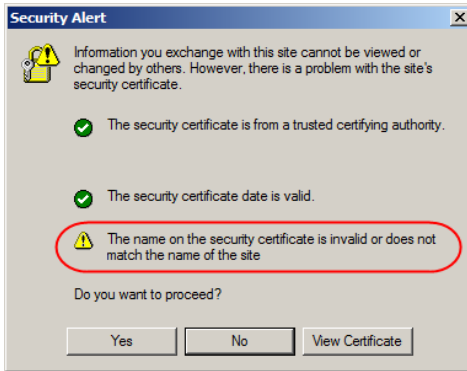 Security Alert
Information you exchange with this site cannot be viewed or
changed by others. However, there is a problem with the site's
security certificate.
The security certificate is from a trusted certifying authority.
The security certificate date is valid.
The name on the security certificate is invalid or does not
match the name of the site
Do you want to proceed?
Yes No View Certificate